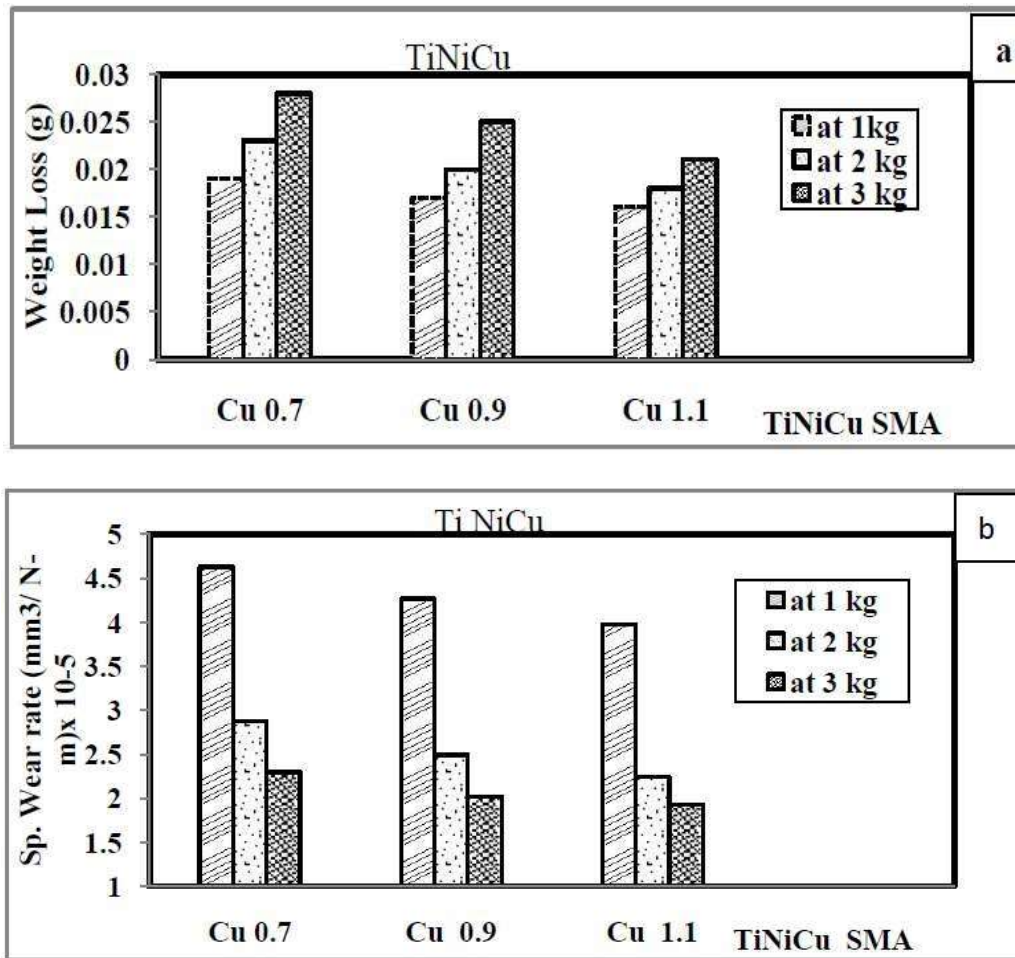 TiNiCu
a
0.03
0.025
0.02
0.015
0.01
0.005
0
Weight Loss (g)
at 1kg
at 2 kg
at 3 kg
Cu 0.7
Cu 0.9
Cu 1.1
TiNiCu SMA
Ti NiCu
b
5
4.5
4
3.5
3
2.5
2
1.5
1
Sp. Wear rate (mm3/ N-
m)x 10-5
at 1 kg
at 2 kg
at 3 kg
Cu 0.7
Cu 0.9
Cu 1.1
TiNiCu SMA